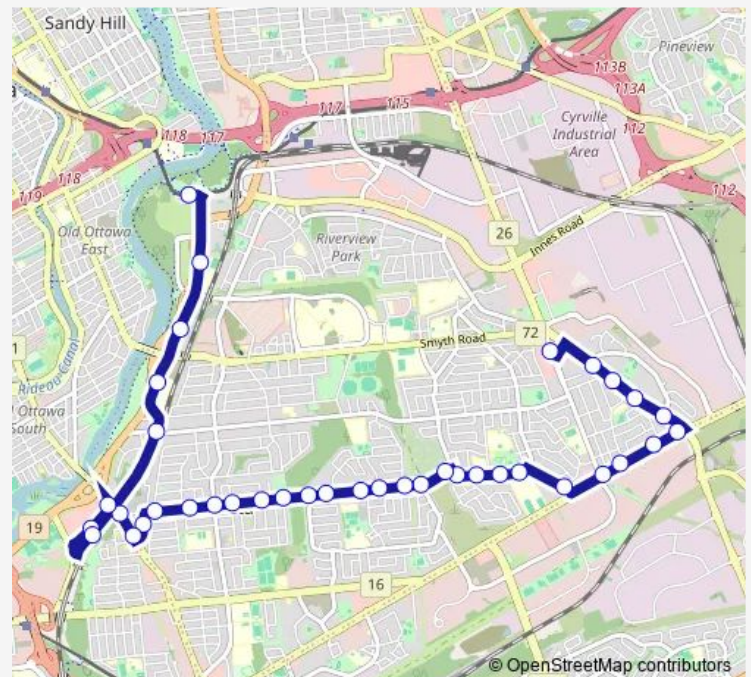 Sandy Hill
Pineview
113B
113A
117
115
118
117
112
Cyrville
Industrial
Area
118
119
112
Old Ottawa
East
26
Innes Road
Riverview
Park
72
Smyth Road
1
Rideau Canal
Ottawa
South
19
16
© OpenStreetMap contributors